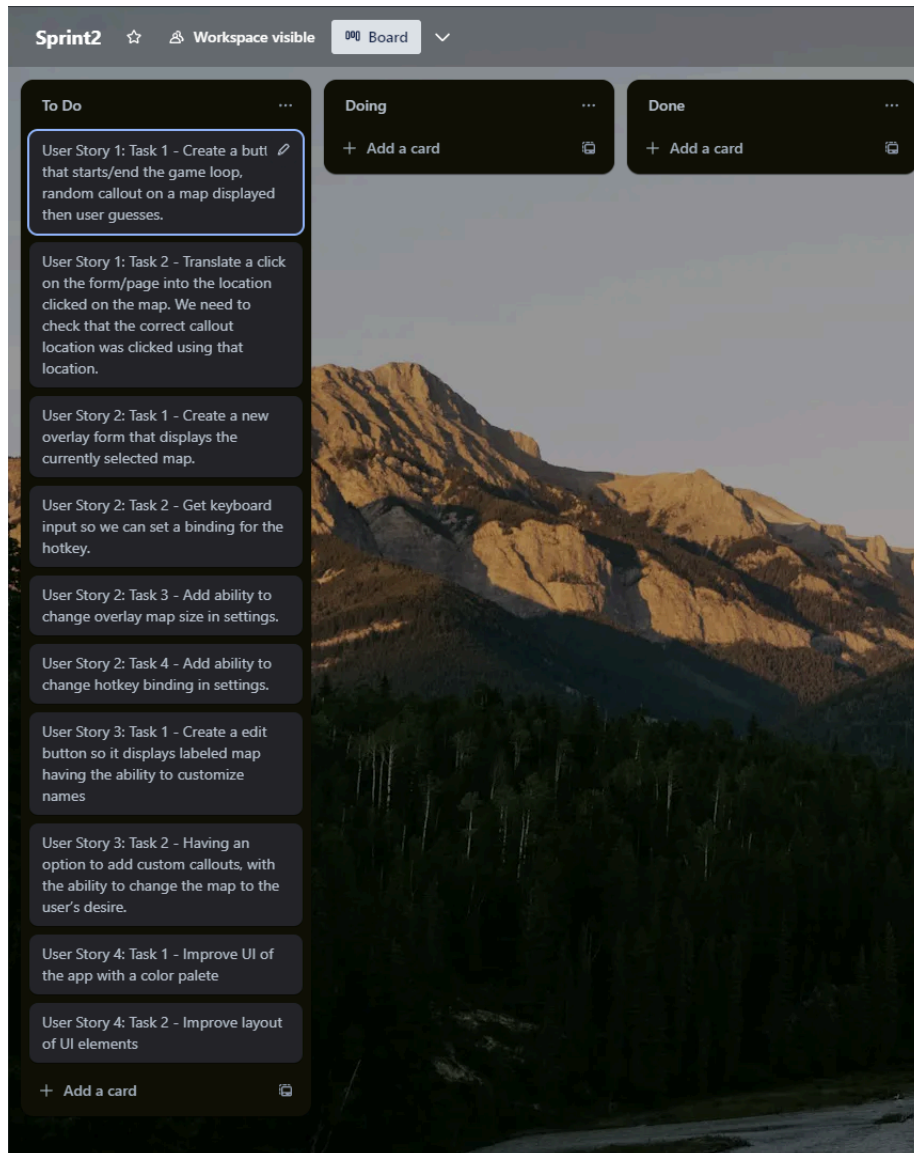 Sprint2
Workspace visible
Board
To Do
User Story 1: Task 1 - Create a butt
that starts/end the game loop,
random callout on a map displayed
then user guesses.
User Story 1: Task 2 - Translate a click
on the form/page into the location
clicked on the map. We need to
check that the correct callout
location was clicked using that
location.
User Story 2: Task 1 - Create a new
overlay form that displays the
currently selected map.
User Story 2: Task 2 - Get keyboard
input so we can set a binding for the
hotkey.
User Story 2: Task 3 - Add ability to
change overlay map size in settings.
User Story 2: Task 4 - Add ability to
change hotkey binding in settings.
User Story 3: Task 1 - Create a edit
button so it displays labeled map
having the ability to customize
names
User Story 3: Task 2 - Having an
option to add custom callouts, with
the ability to change the map to the
user's desire.
User Story 4: Task 1 - Improve UI of
the app with a color palete
User Story 4: Task 2 - Improve layout
of UI elements
+ Add a card
Doing
+ Add a card
Done
+ Add a card